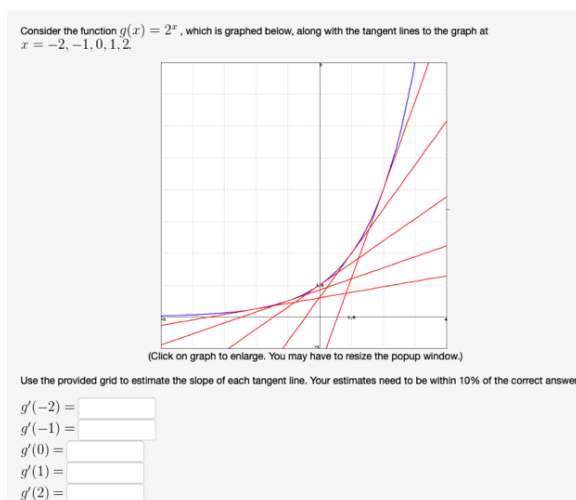 Consider the function g(x) = 2ˣ , which is graphed below, along with the tangent lines to the graph at
x = −2, −1, 0, 1, 2.
(Click on graph to enlarge. You may have to resize the popup window.)
Use the provided grid to estimate the slope of each tangent line. Your estimates need to be within 10% of the correct answer
g′(−2) =
g′(−1) =
g′(0) =
g′(1) =
g′(2) =